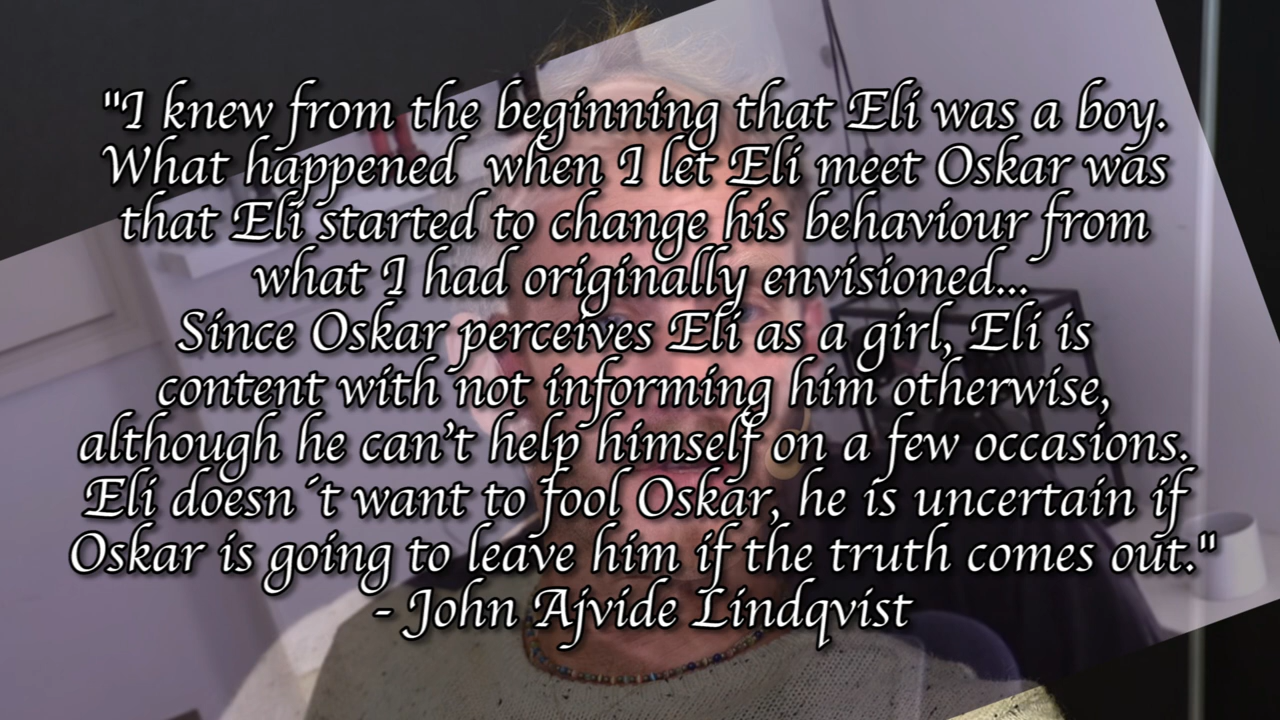 "I knew from the beginning that Eli was a boy.
What happened  when I let Eli meet Oskar was
that Eli started to change his behaviour from
what I had originally envisioned...
Since Oskar perceives Eli as a girl, Eli is
content with not informing him otherwise,
although he can't help himself on a few occasions.
Eli doesn´t want to fool Oskar, he is uncertain if
Oskar is going to leave him if the truth comes out."
- John Ajvide Lindqvist